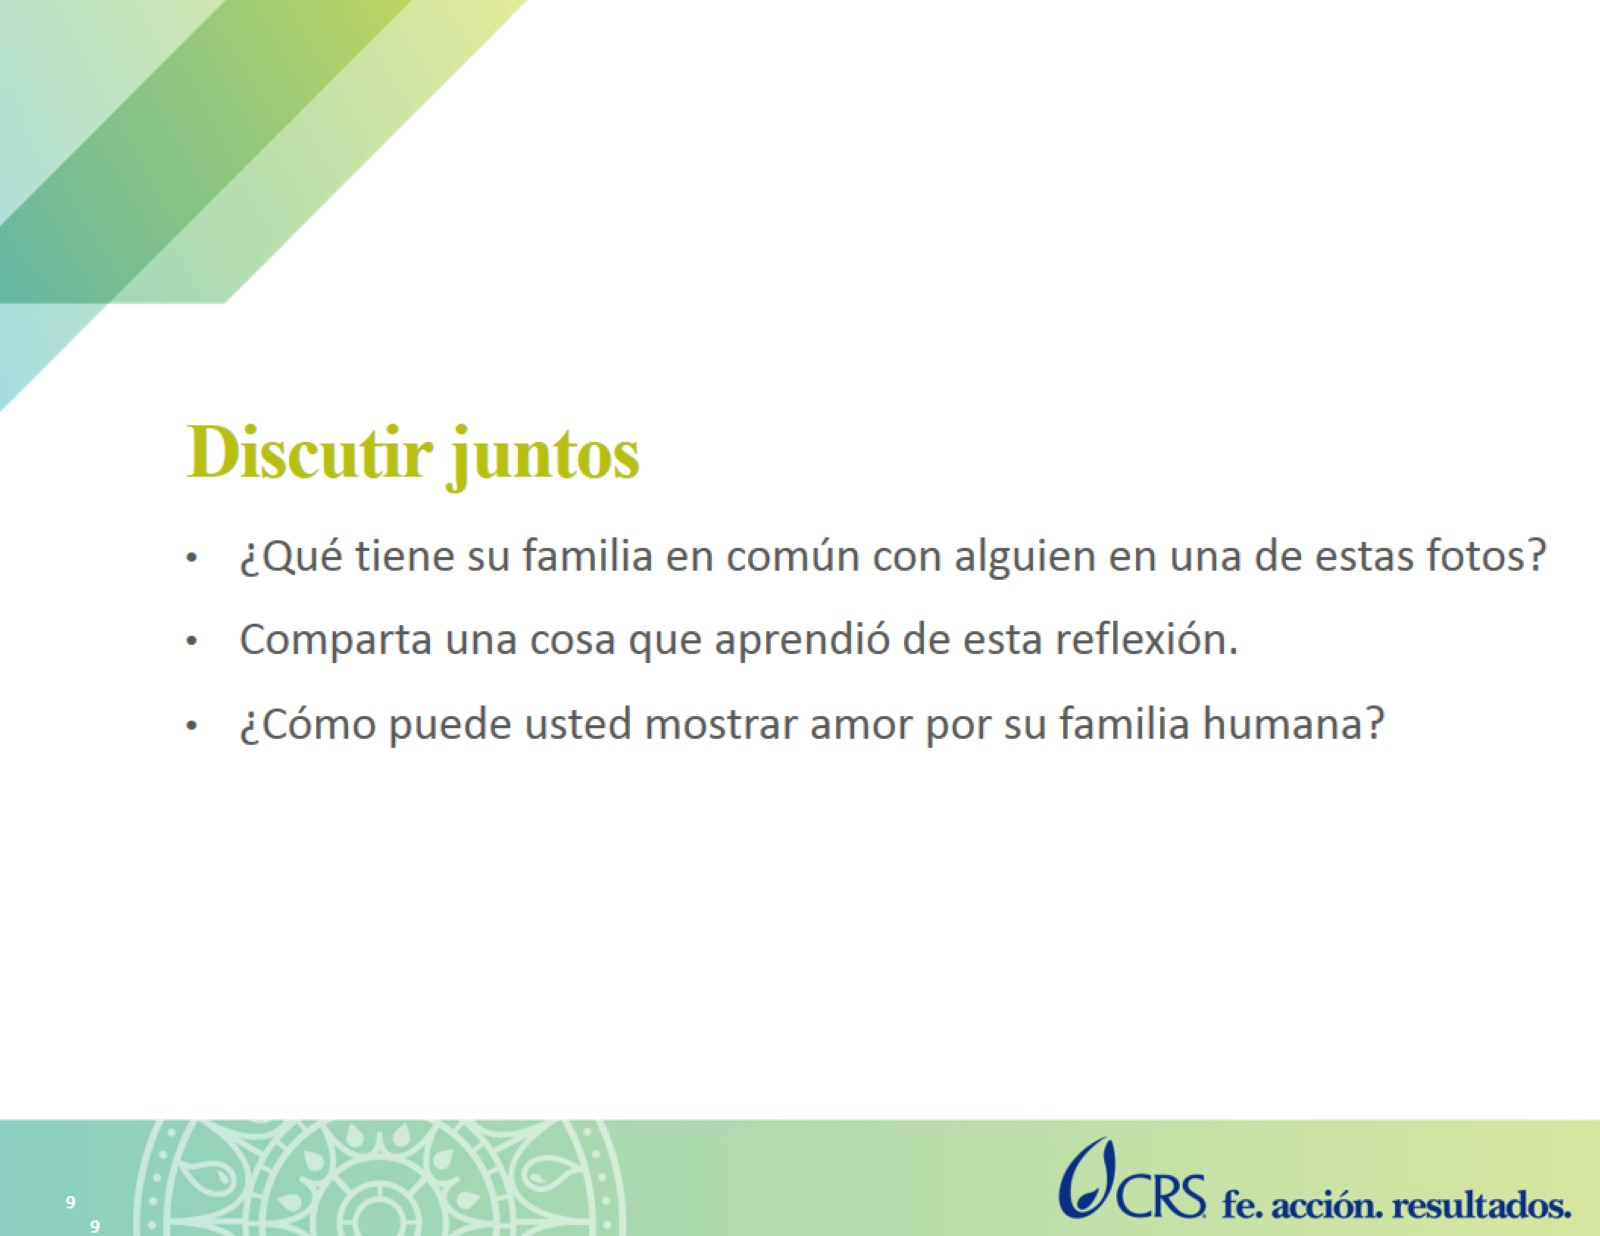 Discutir juntos
• ¿Qué tiene su familia en común con alguien en una de estas fotos?
• Comparta una cosa que aprendió de esta reflexión.
• ¿Cómo puede usted mostrar amor por su familia humana?
9
9
CRS fe. acción. resultados.